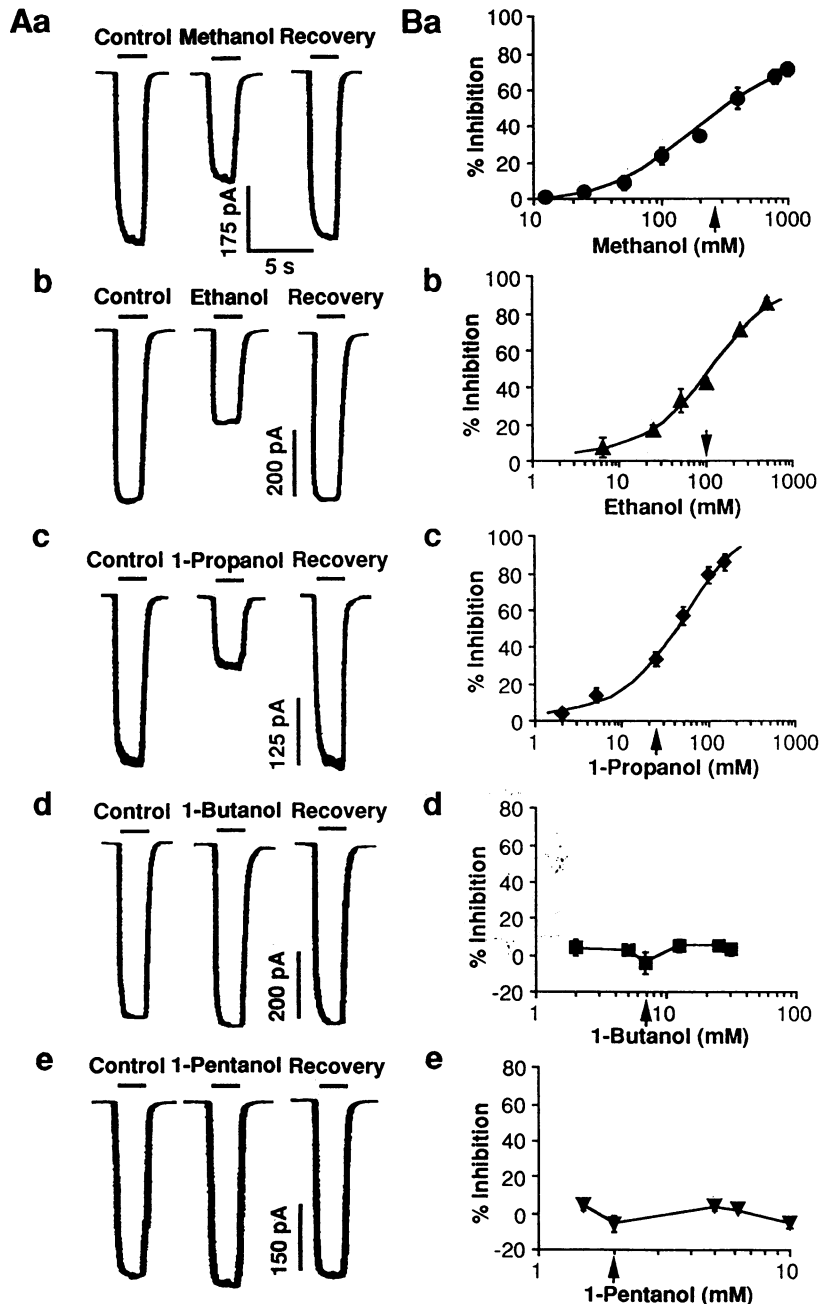 Aa
Control Methanol Recovery
175 pA
5 s
Ba
% Inhibition
100
80
60
40
20
0
10 100 1000
Methanol (mM)
b
Control Ethanol Recovery
200 pA
b
% Inhibition
100
80
60
40
20
0
1 10 100 1000
Ethanol (mM)
c
Control 1-Propanol Recovery
125 pA
c
% Inhibition
100
80
60
40
20
0
1 10 100 1000
1-Propanol (mM)
d
Control 1-Butanol Recovery
200 pA
d
% Inhibition
80
60
40
20
0
-20
1 10 100
1-Butanol (mM)
e
Control 1-Pentanol Recovery
150 pA
e
% Inhibition
80
60
40
20
0
-20
1 10
1-Pentanol (mM)